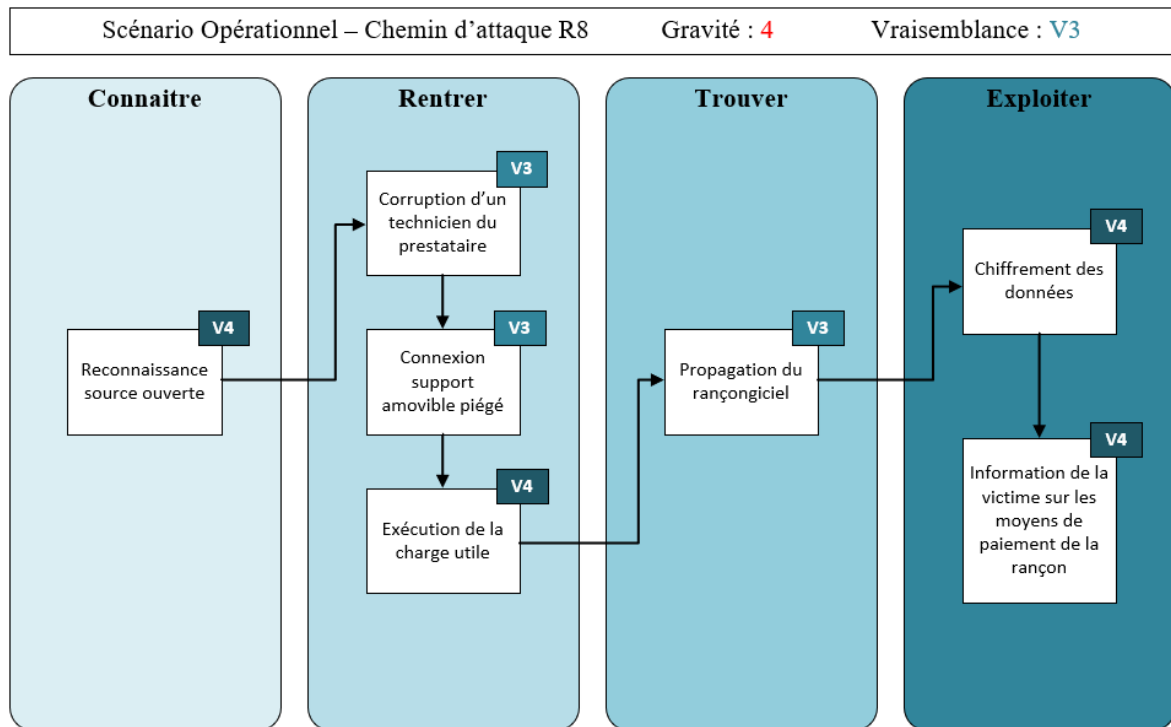 Scénario Opérationnel – Chemin d'attaque R8 Gravité : 4 Vraisemblance : V3
Connaitre
V4
Reconnaissance
source ouverte
Rentrer
V3
Corruption d'un
technicien du
prestataire
V3
Connexion
support
amovible piégé
V4
Exécution de la
charge utile
Trouver
V3
Propagation du
rançongiciel
Exploiter
V4
Chiffrement des
données
V4
Information de la
victime sur les
moyens de
paiement de la
rançon